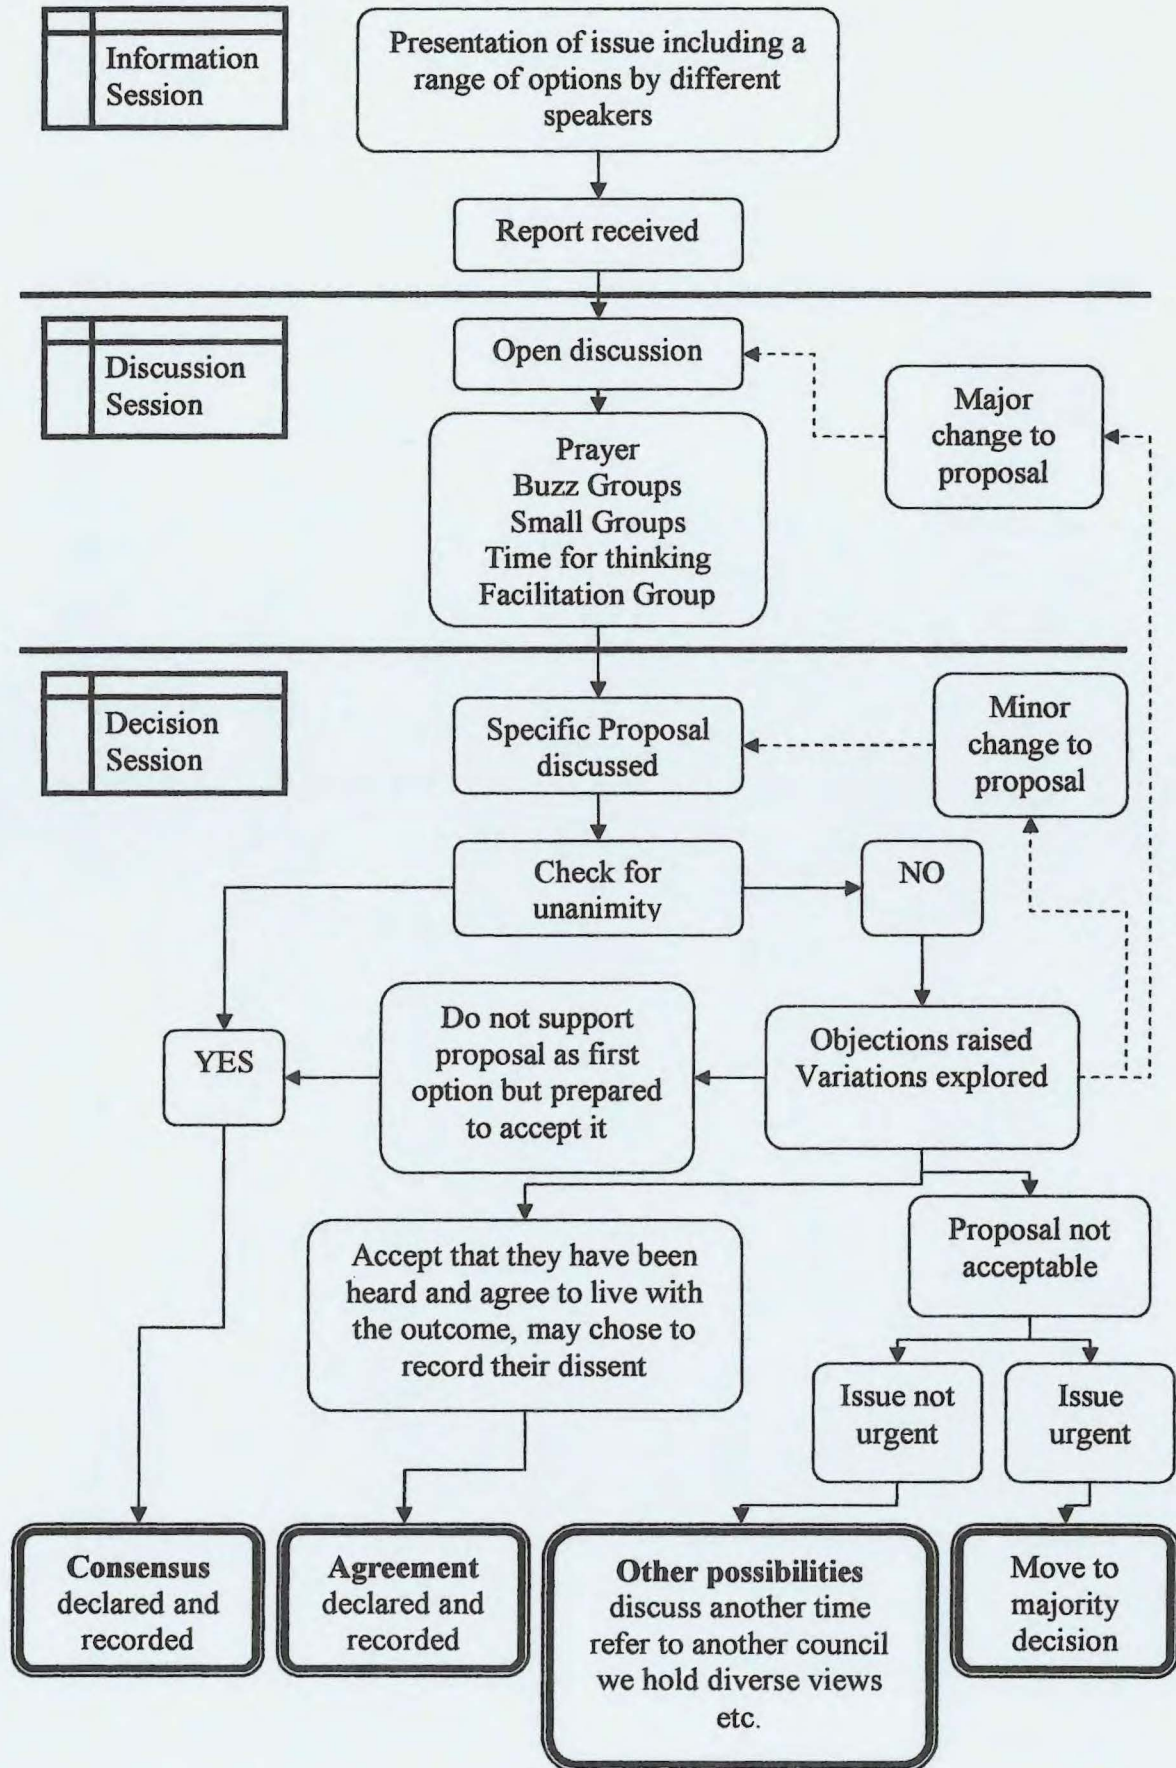 Information
Session
Presentation of issue including a
range of options by different
speakers
Report received
Discussion
Session
Open discussion
Major
change to
proposal
Prayer
Buzz Groups
Small Groups
Time for thinking
Facilitation Group
Decision
Session
Specific Proposal
discussed
Minor
change to
proposal
Check for
unanimity
NO
YES
Do not support
proposal as first
option but prepared
to accept it
Objections raised
Variations explored
Accept that they have been
heard and agree to live with
the outcome, may chose to
record their dissent
Proposal not
acceptable
Issue not
urgent
Issue
urgent
Consensus
declared and
recorded
Agreement
declared and
recorded
Other possibilities
discuss another time
refer to another council
we hold diverse views
etc.
Move to
majority
decision